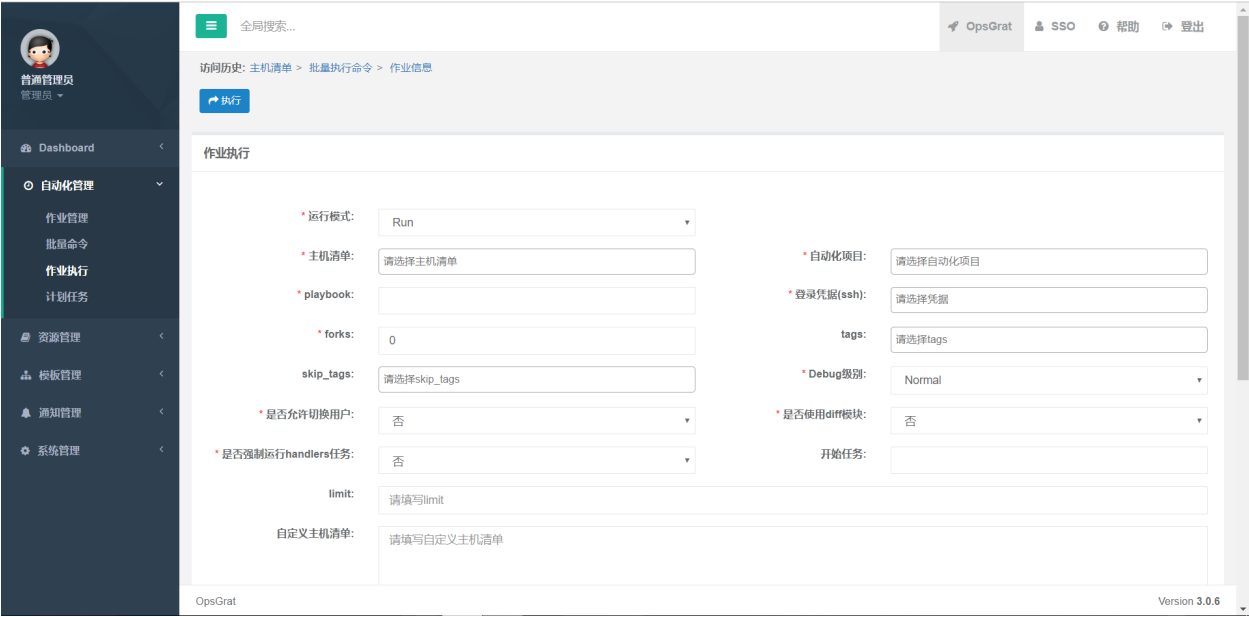 全局搜索...
OpsGrat
SSO
帮助
登出
普通管理员
管理员
访问历史: 主机清单 > 批量执行命令 > 作业信息
执行
Dashboard
自动化管理
作业管理
批量命令
作业执行
计划任务
资源管理
模板管理
通知管理
系统管理
作业执行
* 运行模式: Run
* 主机清单: 请选择主机清单
* 自动化项目: 请选择自动化项目
* playbook:
* 登录凭据(ssh): 请选择凭据
* forks: 0
tags: 请选择tags
skip_tags: 请选择skip_tags
* Debug级别: Normal
* 是否允许切换用户: 否
* 是否使用diff模块: 否
* 是否强制运行handlers任务: 否
开始任务:
limit: 请填写limit
自定义主机清单: 请填写自定义主机清单
OpsGrat
Version 3.0.6